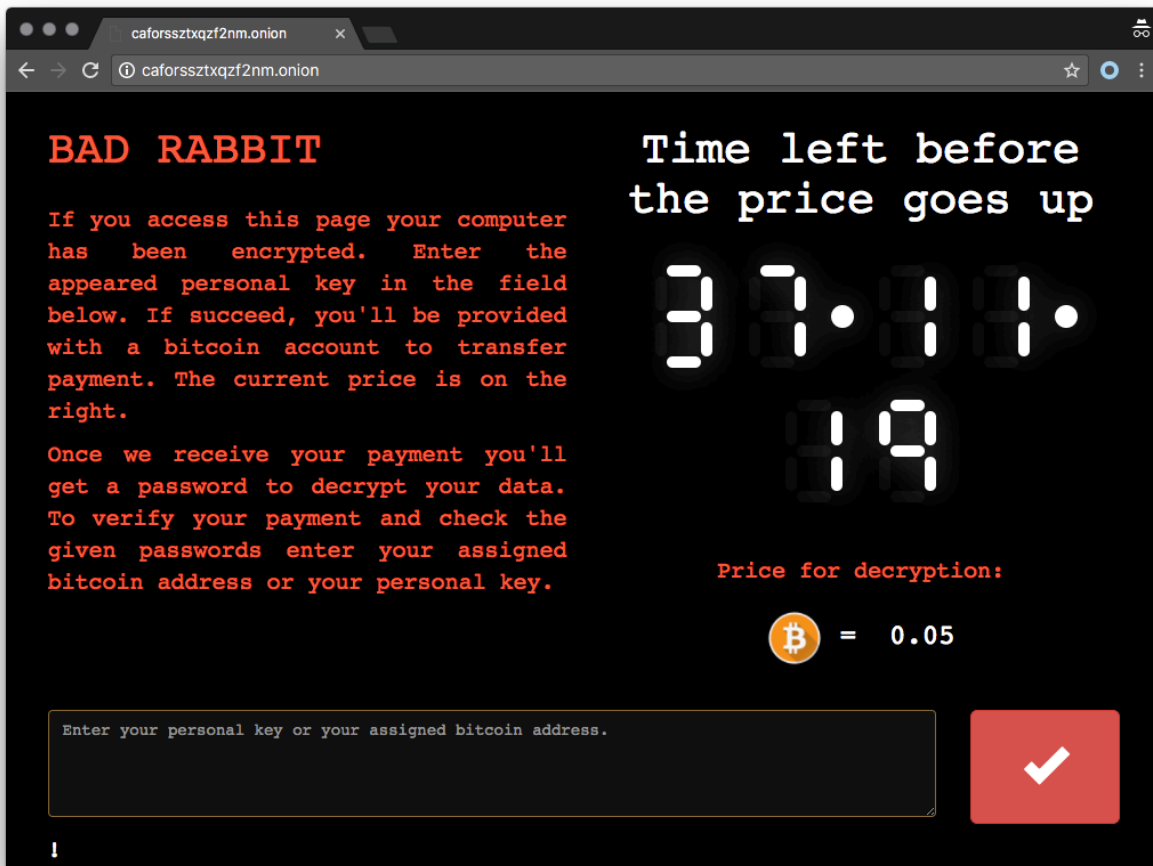 caforssztxqzf2nm.onion
caforssztxqzf2nm.onion
BAD RABBIT
If you access this page your computer
has been encrypted. Enter the
appeared personal key in the field
below. If succeed, you'll be provided
with a bitcoin account to transfer
payment. The current price is on the
right.
Once we receive your payment you'll
get a password to decrypt your data.
To verify your payment and check the
given passwords enter your assigned
bitcoin address or your personal key.
Time left before
the price goes up
37·11·
19
Price for decryption:
₿ = 0.05
Enter your personal key or your assigned bitcoin address.
!